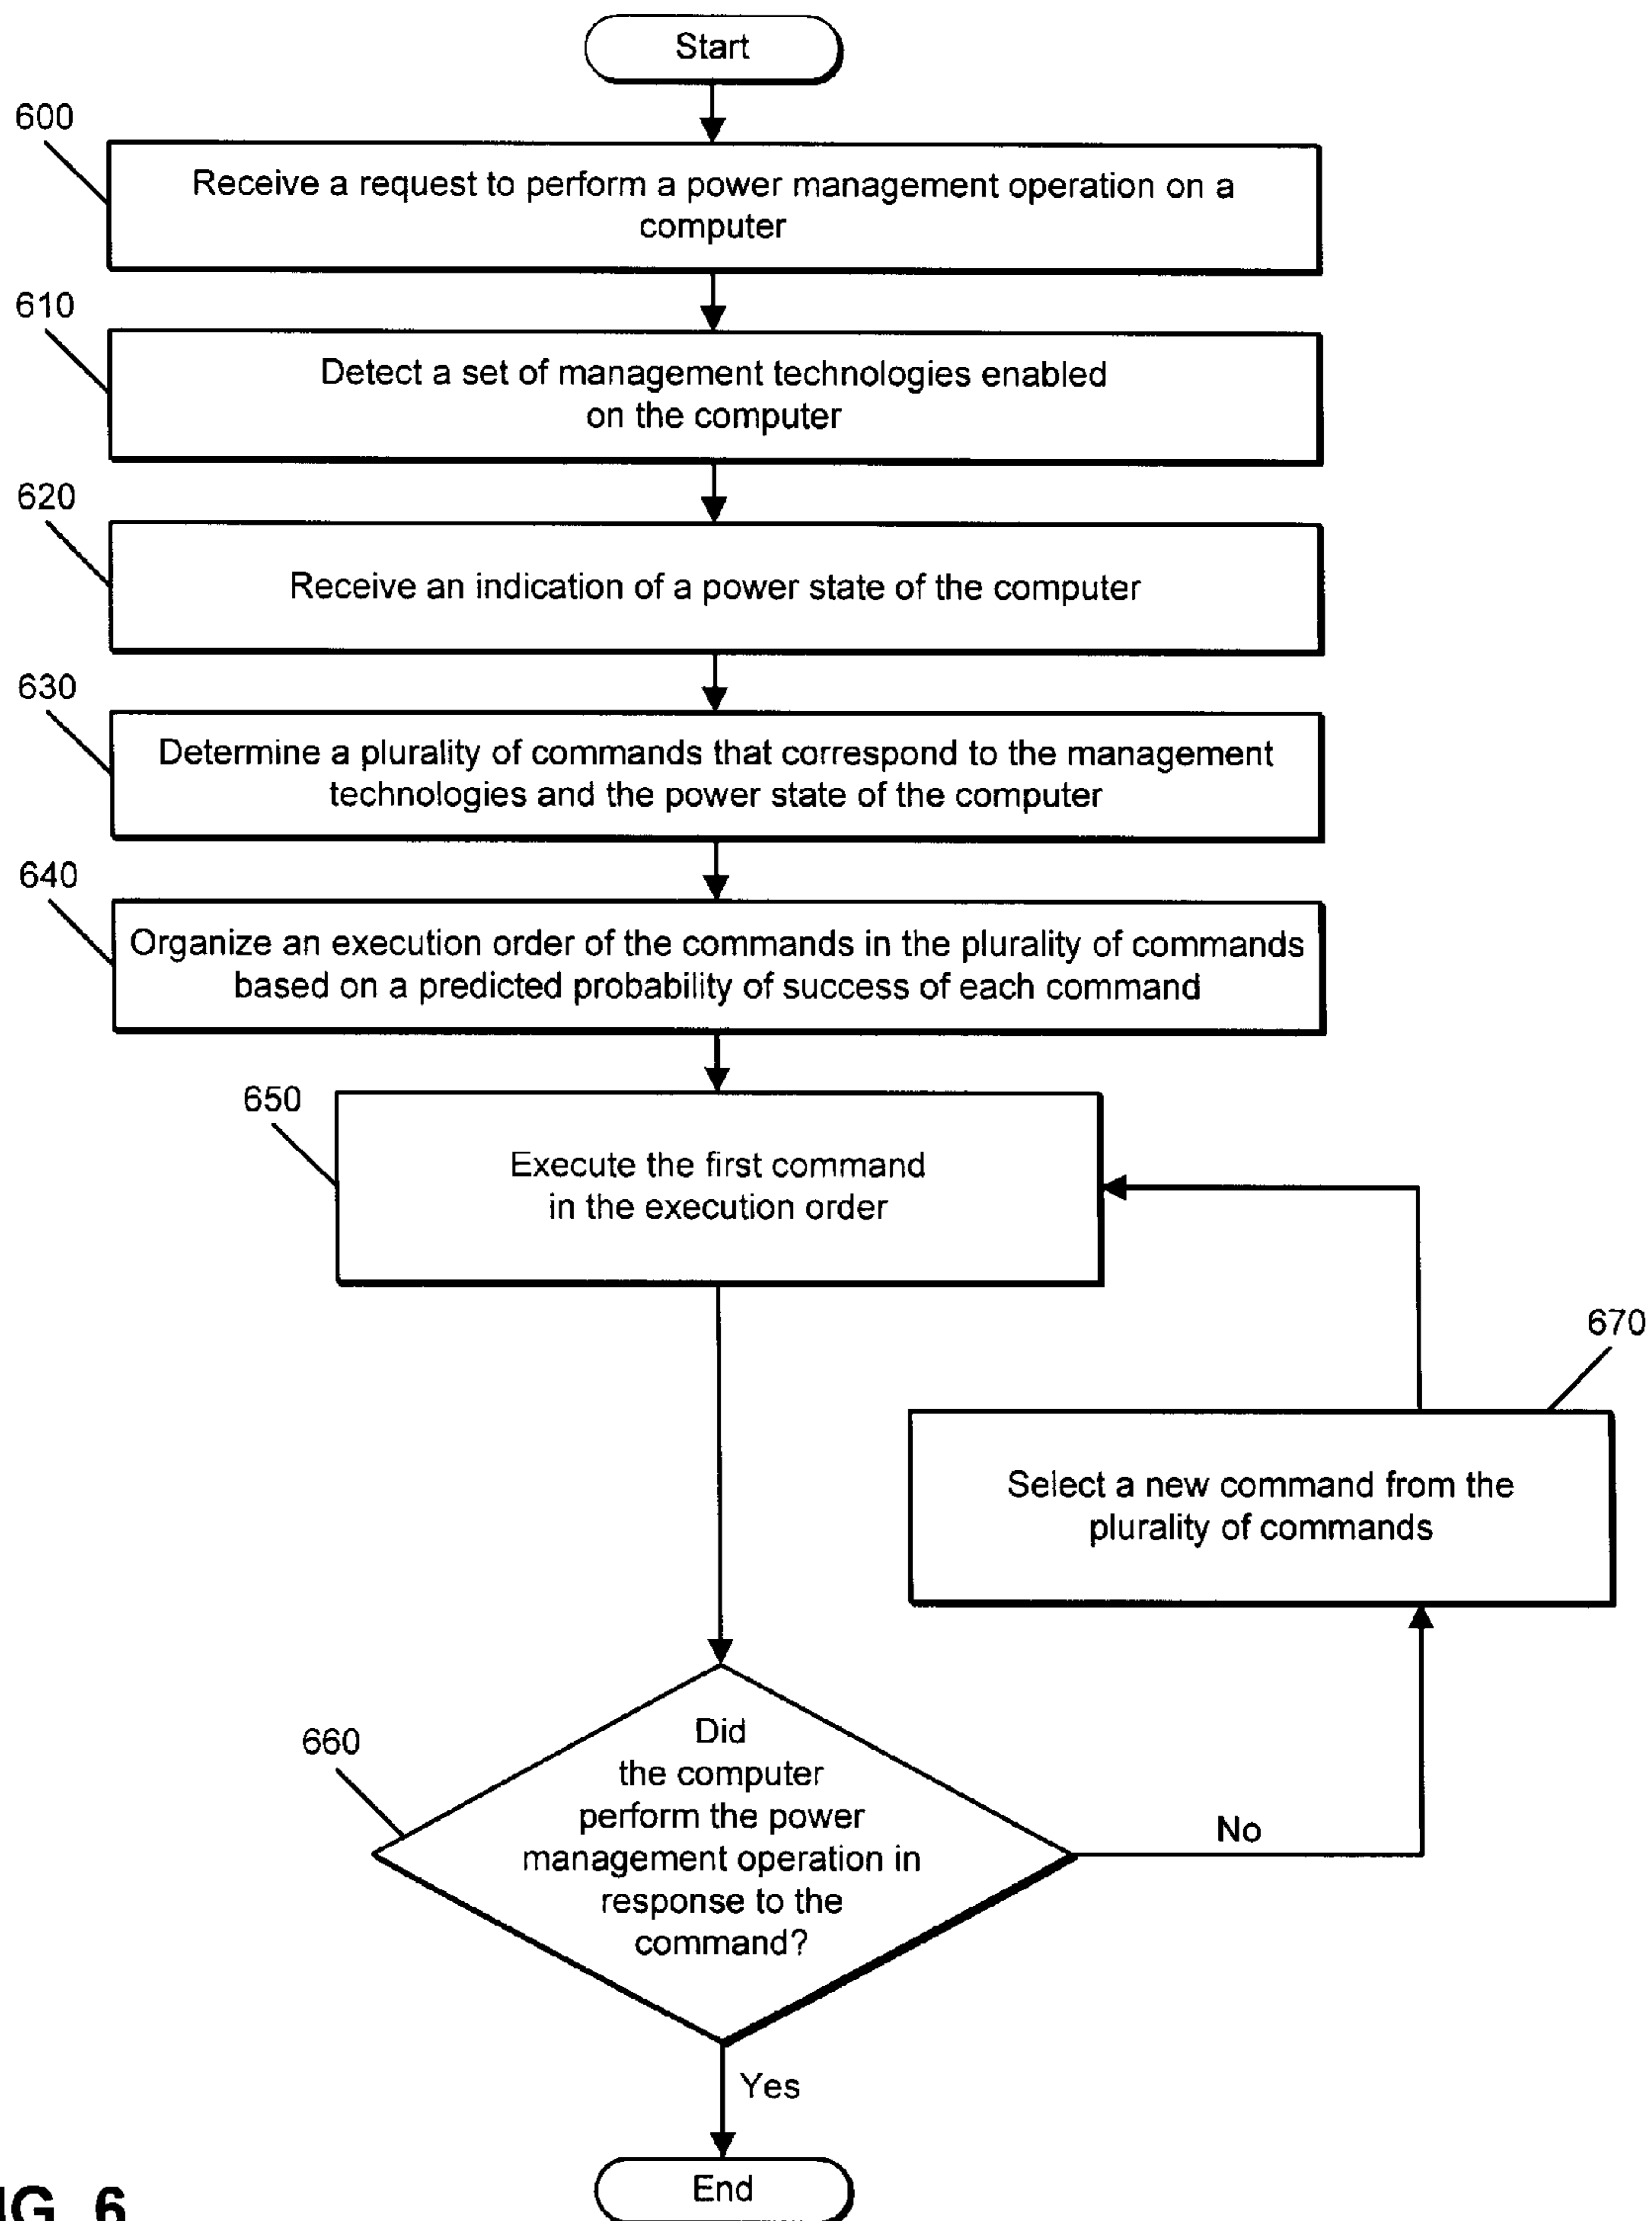 Start
600
Receive a request to perform a power management operation on a
computer
610
Detect a set of management technologies enabled
on the computer
620
Receive an indication of a power state of the computer
630
Determine a plurality of commands that correspond to the management
technologies and the power state of the computer
640
Organize an execution order of the commands in the plurality of commands
based on a predicted probability of success of each command
650
Execute the first command
in the execution order
670
Select a new command from the
plurality of commands
660
Did
the computer
perform the power
management operation in
response to the
command?
No
Yes
End
IG. 6